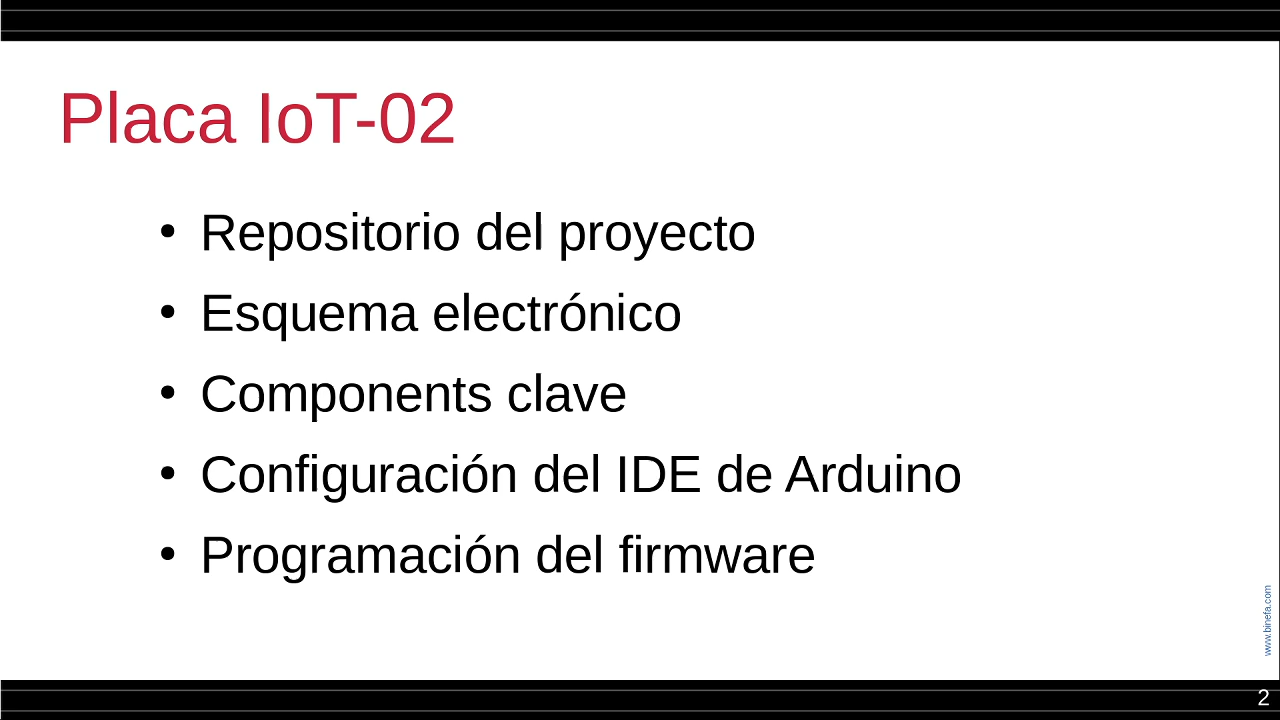 Placa IoT-02
• Repositorio del proyecto
• Esquema electrónico
• Components clave
• Configuración del IDE de Arduino
• Programación del firmware
www.binefa.com
2